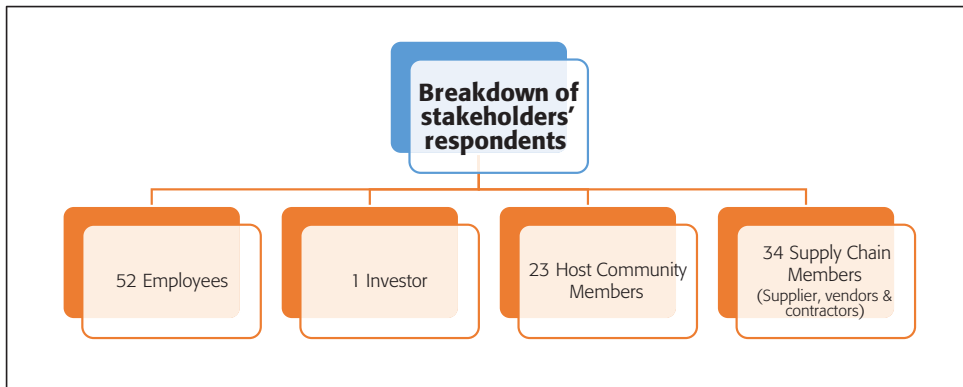 Breakdown of
stakeholders’
respondents
52 Employees
1 Investor
23 Host Community
Members
34 Supply Chain
Members
(Supplier, vendors &
contractors)